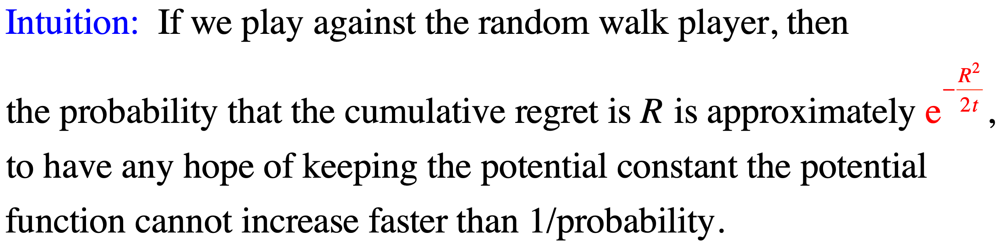 Intuition: If we play against the random walk player, then
the probability that the cumulative regret is R is approximately e^{-\frac{R^2}{2t}},
to have any hope of keeping the potential constant the potential
function cannot increase faster than 1/probability.